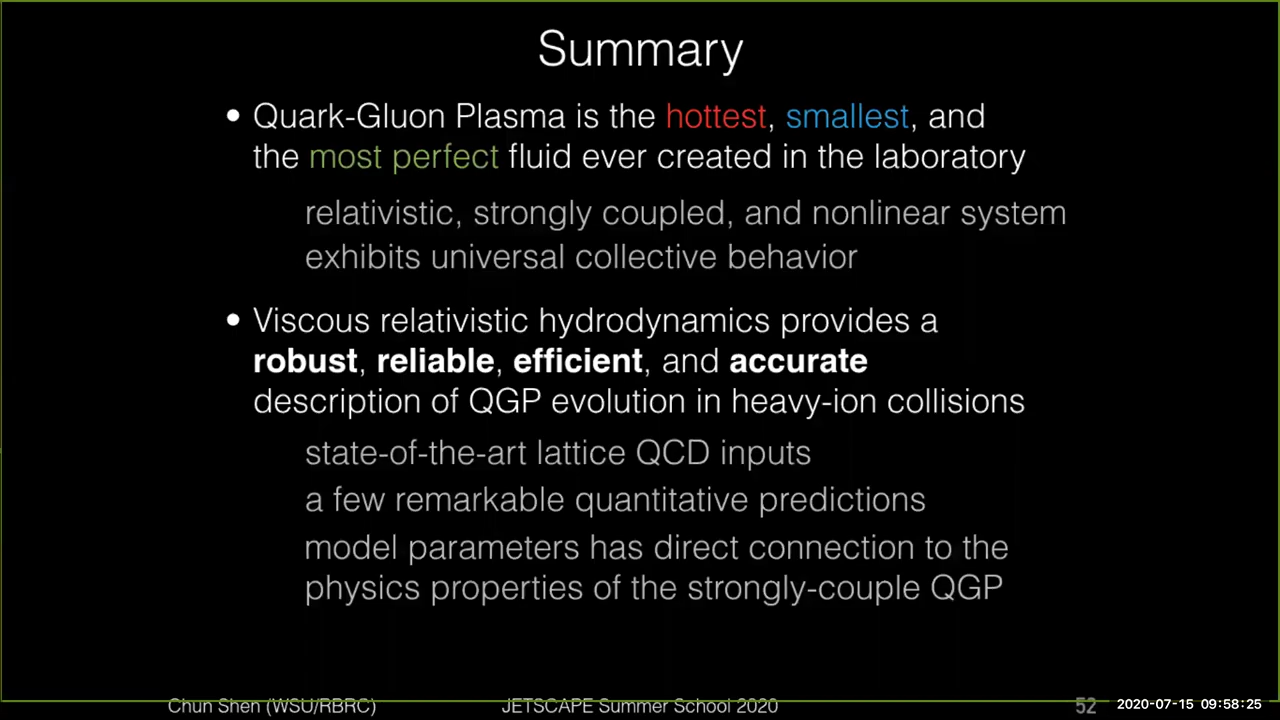 Summary
• Quark-Gluon Plasma is the hottest, smallest, and
the most perfect fluid ever created in the laboratory
relativistic, strongly coupled, and nonlinear system
exhibits universal collective behavior
• Viscous relativistic hydrodynamics provides a
robust, reliable, efficient, and accurate
description of QGP evolution in heavy-ion collisions
state-of-the-art lattice QCD inputs
a few remarkable quantitative predictions
model parameters has direct connection to the
physics properties of the strongly-couple QGP
Chun Shen (WSU/RBRC) JETSCAPE Summer School 2020 52 2020-07-15 09:58:25